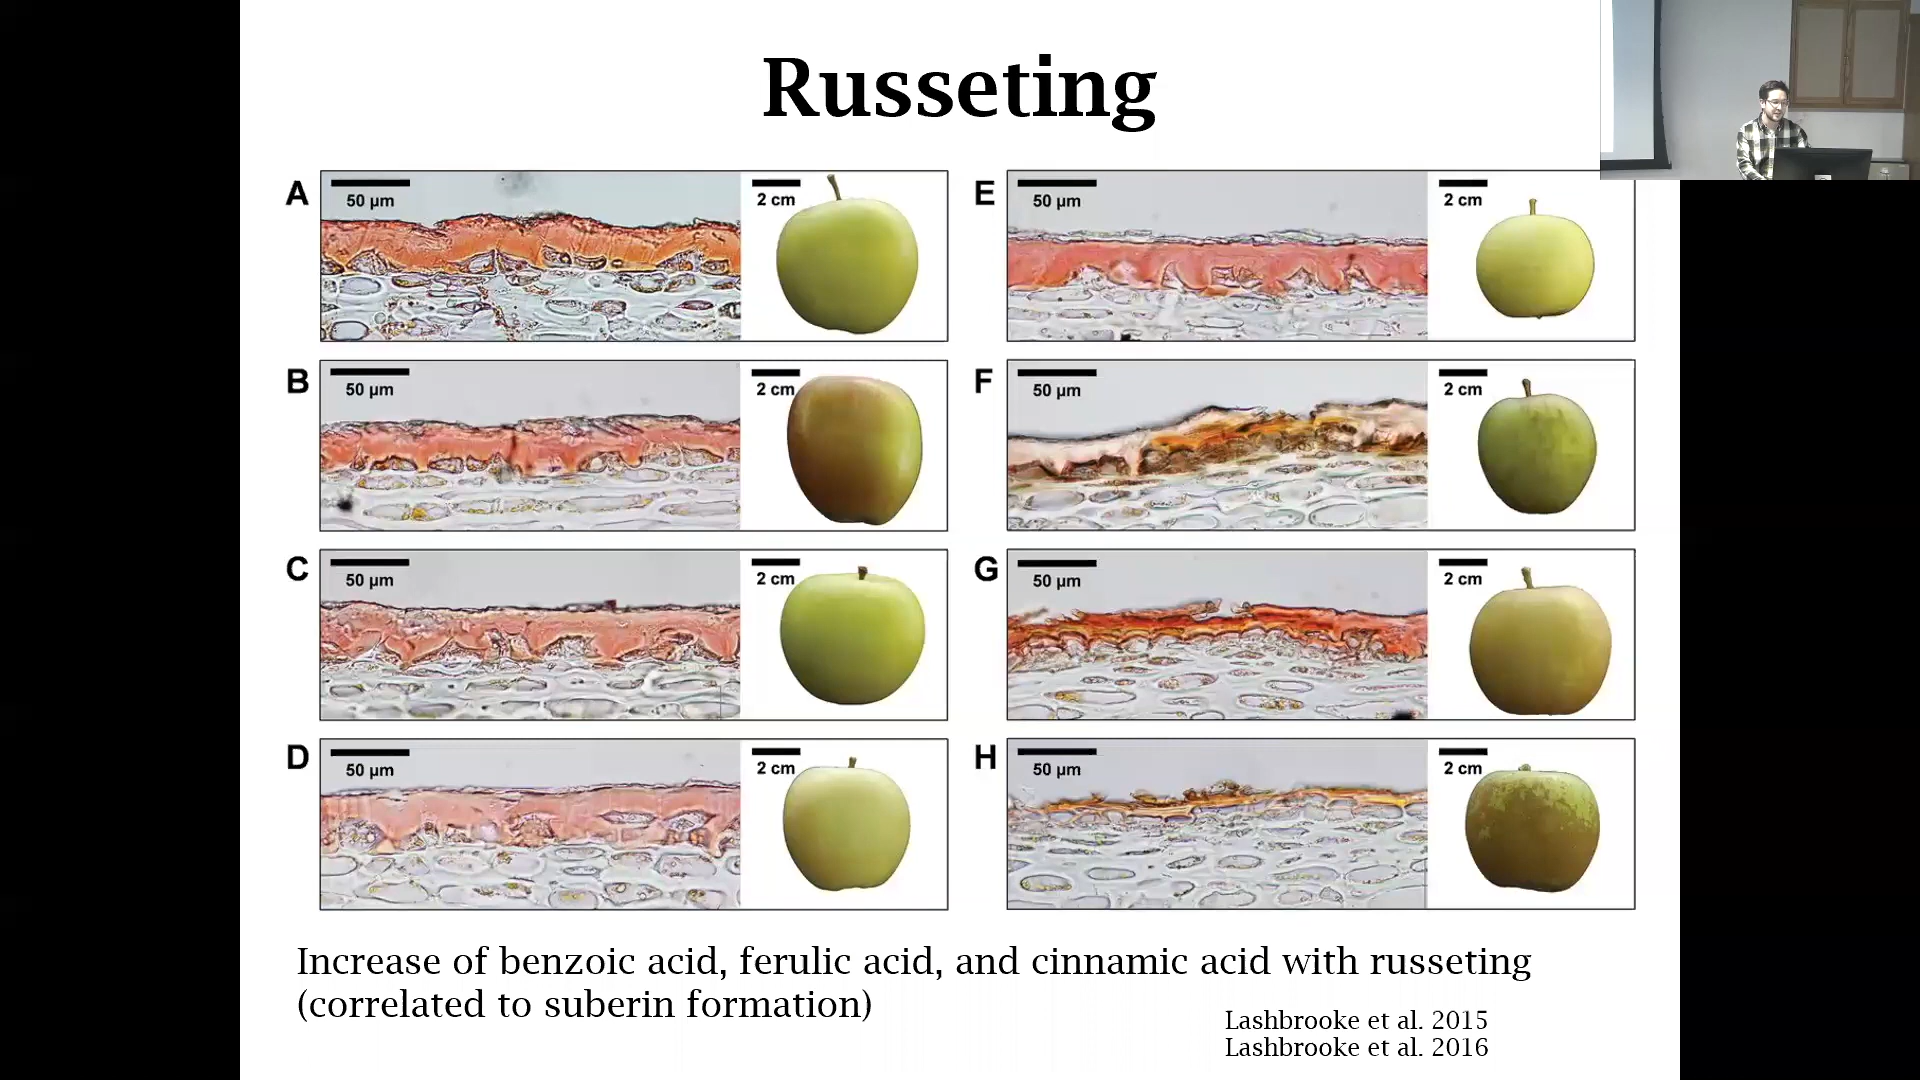 Russeting
A
50 µm
2 cm
E
50 µm
2 cm
B
50 µm
2 cm
F
50 µm
2 cm
C
50 µm
2 cm
G
50 µm
2 cm
D
50 µm
2 cm
H
50 µm
2 cm
Increase of benzoic acid, ferulic acid, and cinnamic acid with russeting
(correlated to suberin formation)
Lashbrooke et al. 2015
Lashbrooke et al. 2016